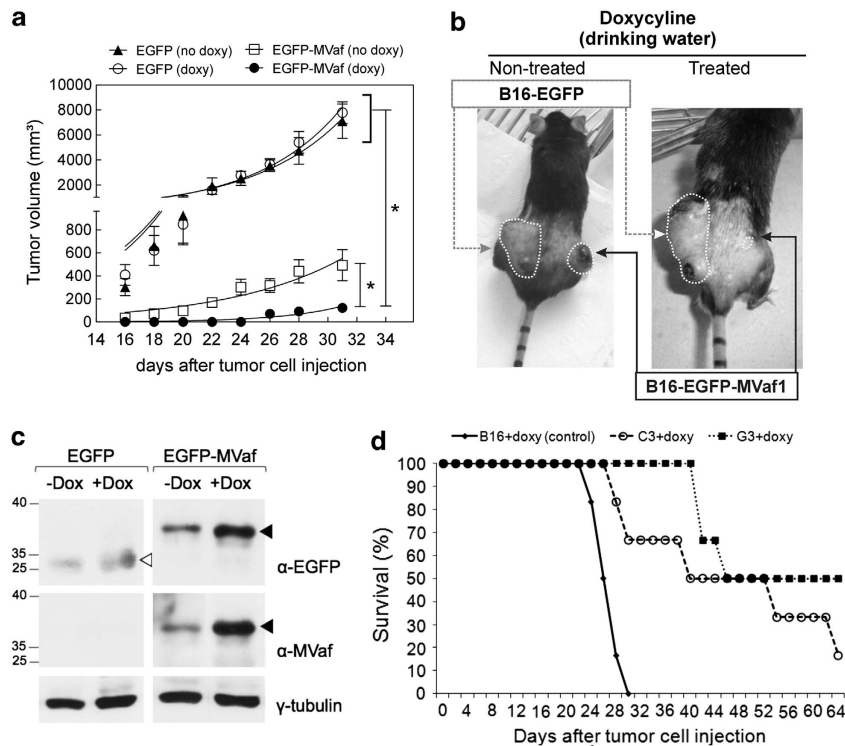 a
EGFP (no doxy) EGFP-MVaf (no doxy)
EGFP (doxy) EGFP-MVaf (doxy)
Tumor volume (mm³)
10000
8000
6000
4000
2000
800
600
400
200
0
*
*
14 16 18 20 22 24 26 28 30 32 34
days after tumor cell injection
b
Doxycyline
(drinking water)
Non-treated Treated
B16-EGFP
B16-EGFP-MVaf1
c
EGFP EGFP-MVaf
-Dox +Dox -Dox +Dox
40
35
25
α-EGFP
40
35
25
α-MVaf
γ-tubulin
d
B16+doxy (control) C3+doxy G3+doxy
Survival (%)
100
90
80
70
60
50
40
30
20
10
0
0 4 8 12 16 20 24 28 32 36 40 44 48 52 56 60 64
Days after tumor cell injection